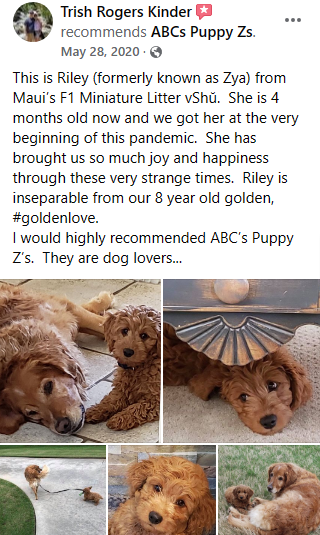 Trish Rogers Kinder
recommends ABCs Puppy Zs.
May 28, 2020 ·
This is Riley (formerly known as Zya) from
Maui's F1 Miniature Litter vShŭ.  She is 4
months old now and we got her at the very
beginning of this pandemic.  She has
brought us so much joy and happiness
through these very strange times.  Riley is
inseparable from our 8 year old golden,
#goldenlove.
I would highly recommended ABC's Puppy
Z's.  They are dog lovers...